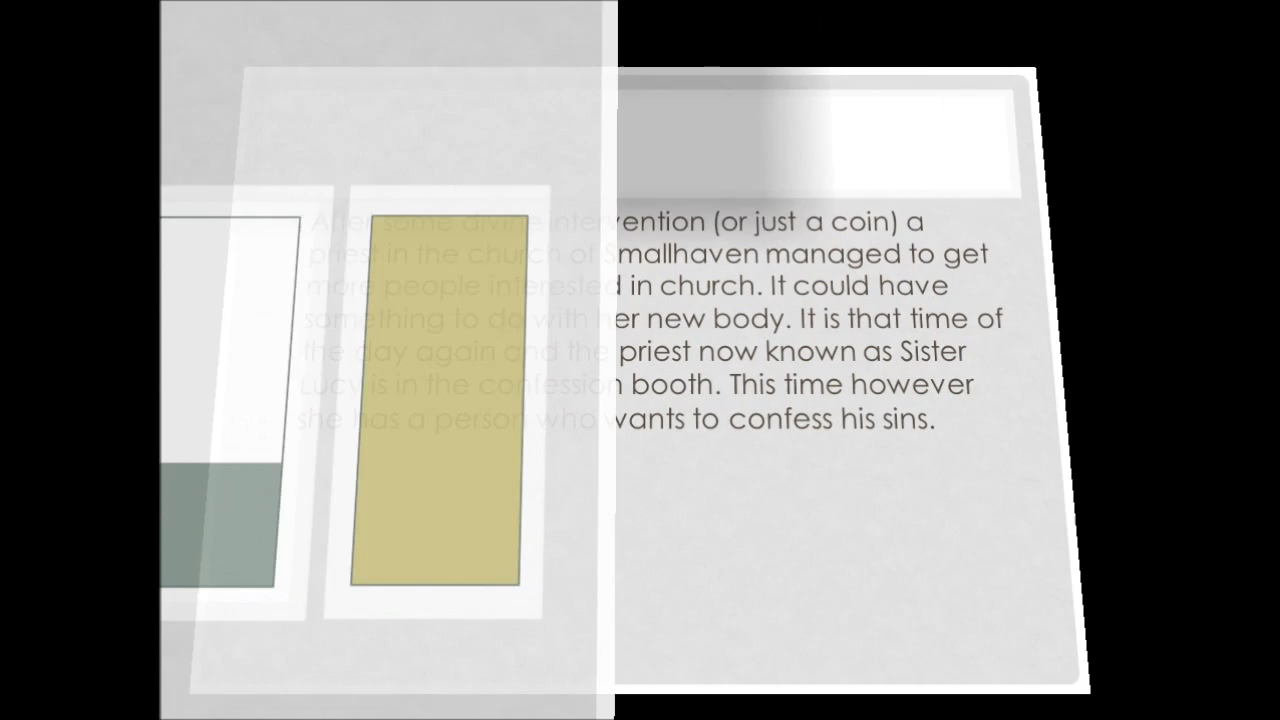 After some divine intervention (or just a coin) a
priest in the church of Smallhaven managed to get
more people interested in church. It could have
something to do with her new body. It is that time of
the day again and the priest now known as Sister
Lucy is in the confession booth. This time however
she has a person who wants to confess his sins.